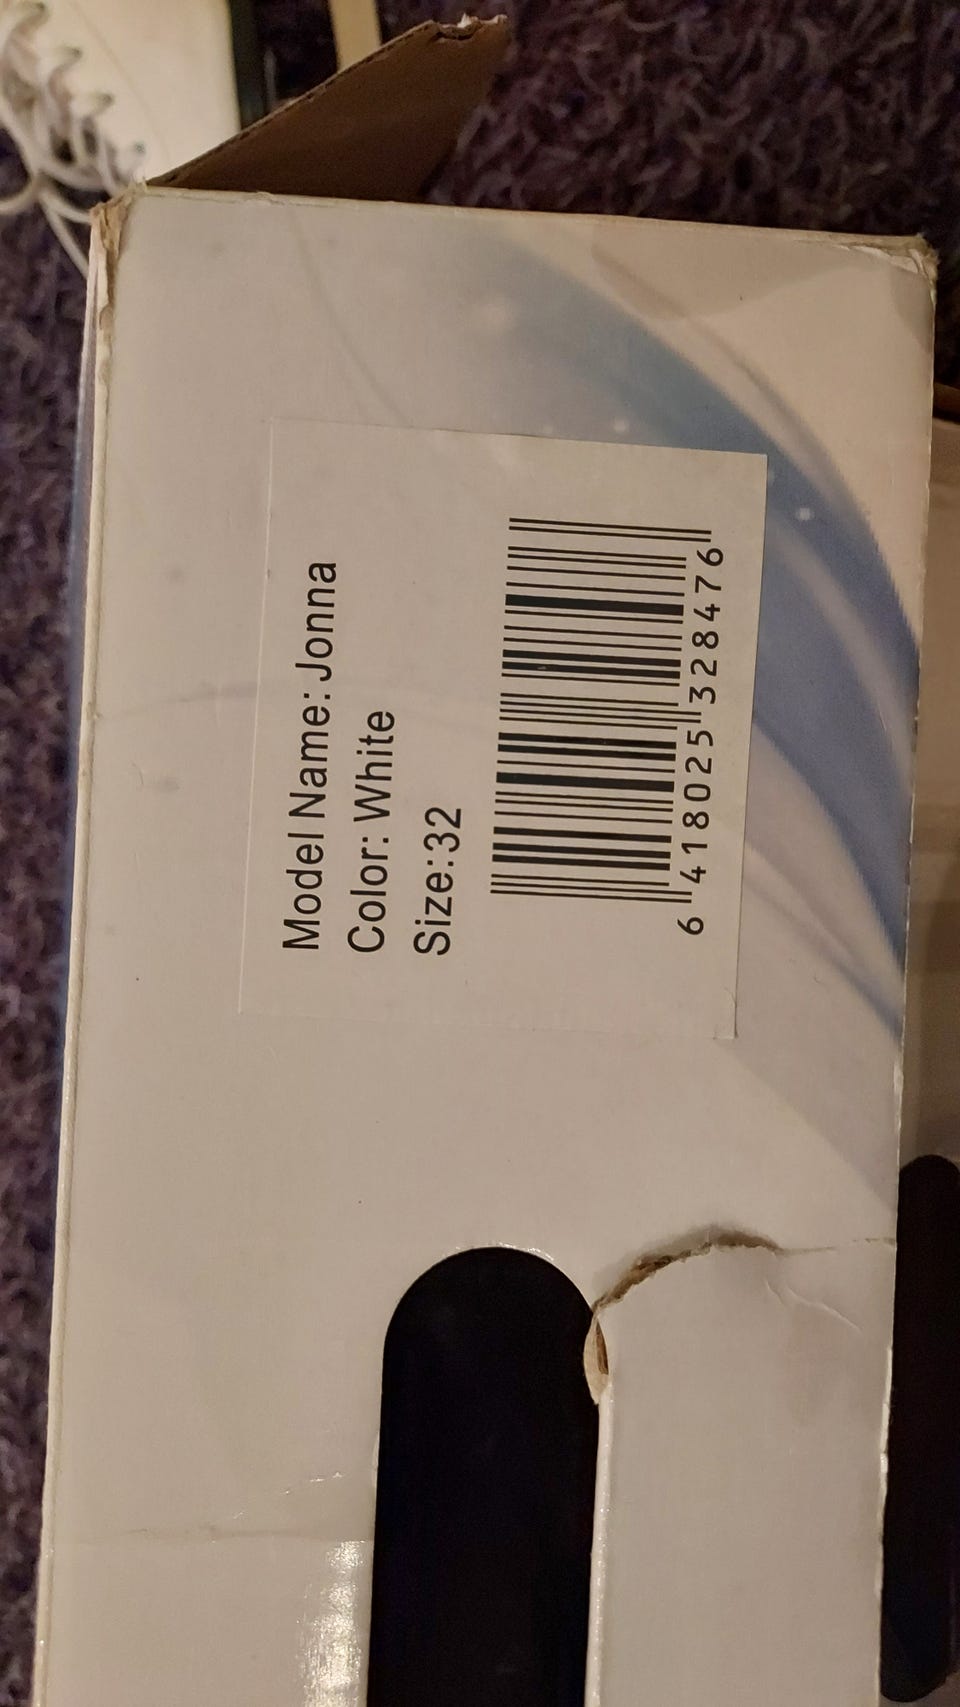 Model Name: Jonna
Color: White
Size:32
6 418025 328476